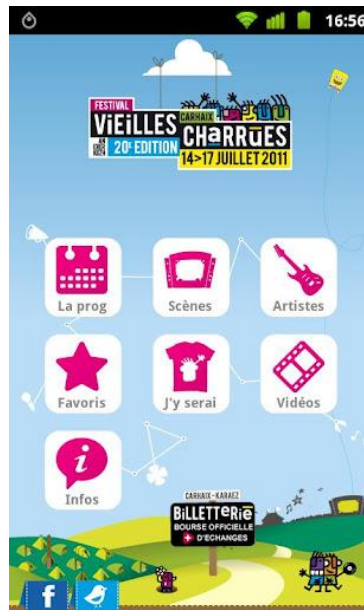 16:56
FESTIVAL
VIEILLES
20E EDITION
CARHAIX
CHARRUES
14>17 JUILLET 2011
La prog
Scènes
Artistes
Favoris
J'y serai
Vidéos
Infos
CARHAIX-KARAEZ
BILLETTERIE
BOURSE OFFICIELLE
D'ECHANGES